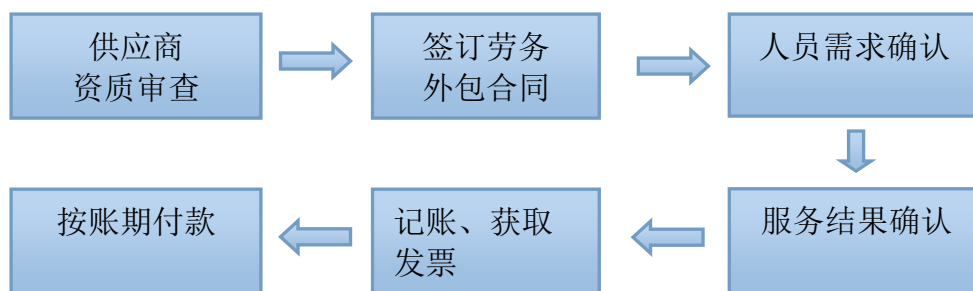 供应商
资质审查
签订劳务
外包合同
人员需求确认
服务结果确认
记账、获取
发票
按账期付款